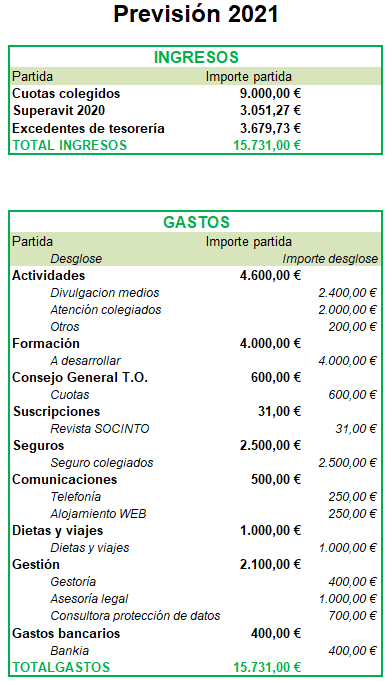 Previsión 2021
INGRESOS
Partida Importe partida
Cuotas colegidos 9.000,00 €
Superavit 2020 3.051,27 €
Excedentes de tesorería 3.679,73 €
TOTAL INGRESOS 15.731,00 €
GASTOS
Partida Importe partida
Desglose Importe desglose
Actividades 4.600,00 €
Divulgacion medios 2.400,00 €
Atención colegiados 2.000,00 €
Otros 200,00 €
Formación 4.000,00 €
A desarrollar 4.000,00 €
Consejo General T.O. 600,00 €
Cuotas 600,00 €
Suscripciones 31,00 €
Revista SOCINTO 31,00 €
Seguros 2.500,00 €
Seguro colegiados 2.500,00 €
Comunicaciones 500,00 €
Telefonía 250,00 €
Alojamiento WEB 250,00 €
Dietas y viajes 1.000,00 €
Dietas y viajes 1.000,00 €
Gestión 2.100,00 €
Gestoría 400,00 €
Asesoría legal 1.000,00 €
Consultora protección de datos 700,00 €
Gastos bancarios 400,00 €
Bankia 400,00 €
TOTALGASTOS 15.731,00 €